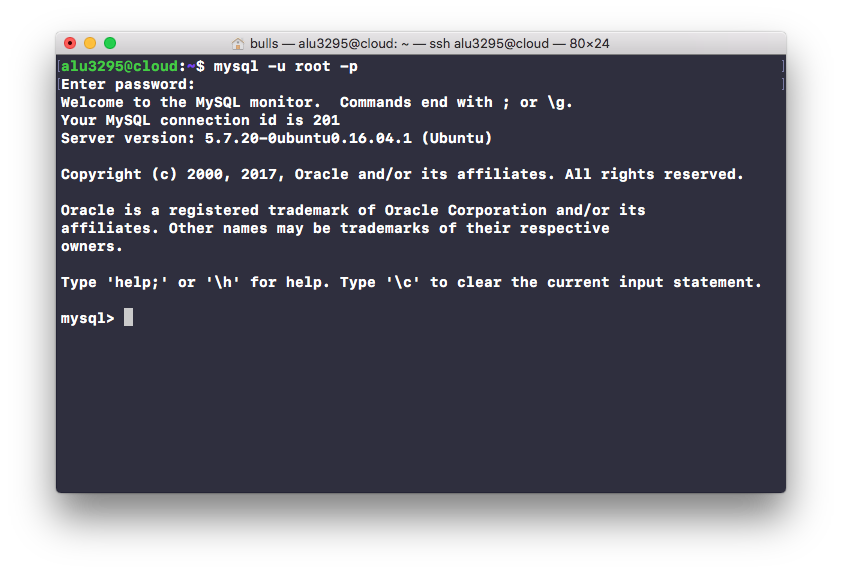 bulls — alu3295@cloud: ~ — ssh alu3295@cloud — 80×24
[alu3295@cloud:~$ mysql -u root -p ]
[Enter password: ]
Welcome to the MySQL monitor.  Commands end with ; or \g.
Your MySQL connection id is 201
Server version: 5.7.20-0ubuntu0.16.04.1 (Ubuntu)
Copyright (c) 2000, 2017, Oracle and/or its affiliates. All rights reserved.
Oracle is a registered trademark of Oracle Corporation and/or its
affiliates. Other names may be trademarks of their respective
owners.
Type 'help;' or '\h' for help. Type '\c' to clear the current input statement.
mysql>